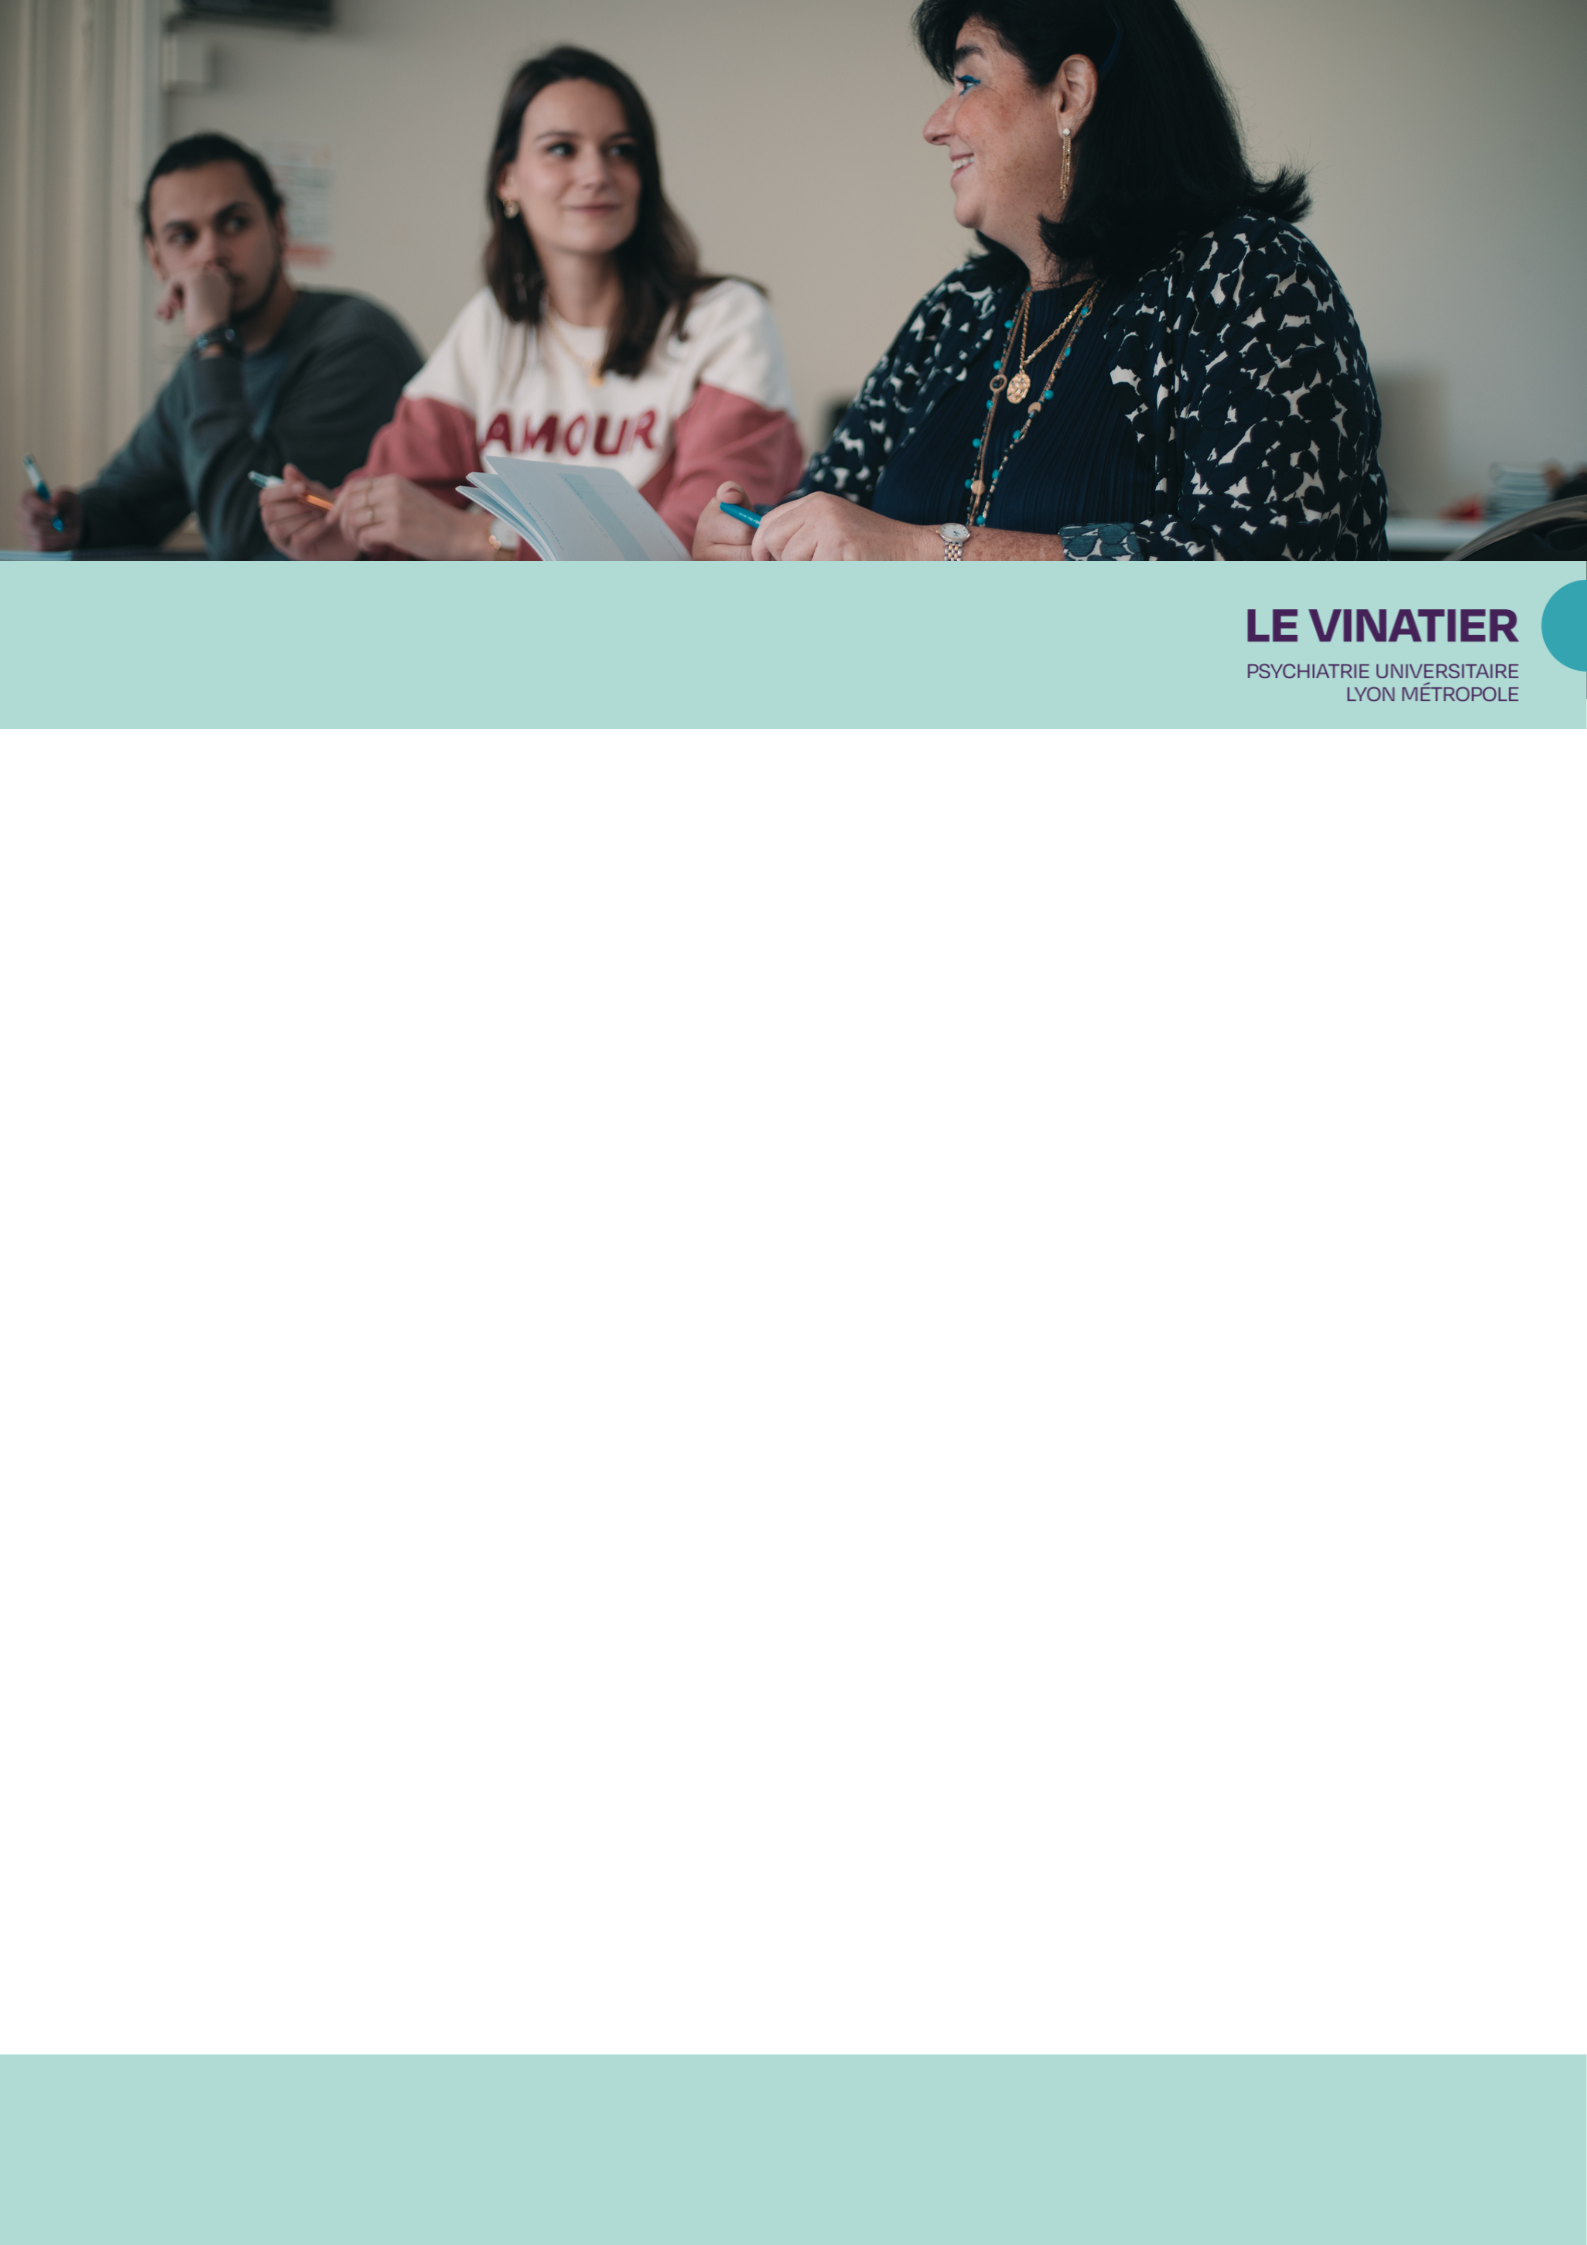 AMOUR
LE VINATIER
PSYCHIATRIE UNIVERSITAIRE
LYON MÉTROPOLE